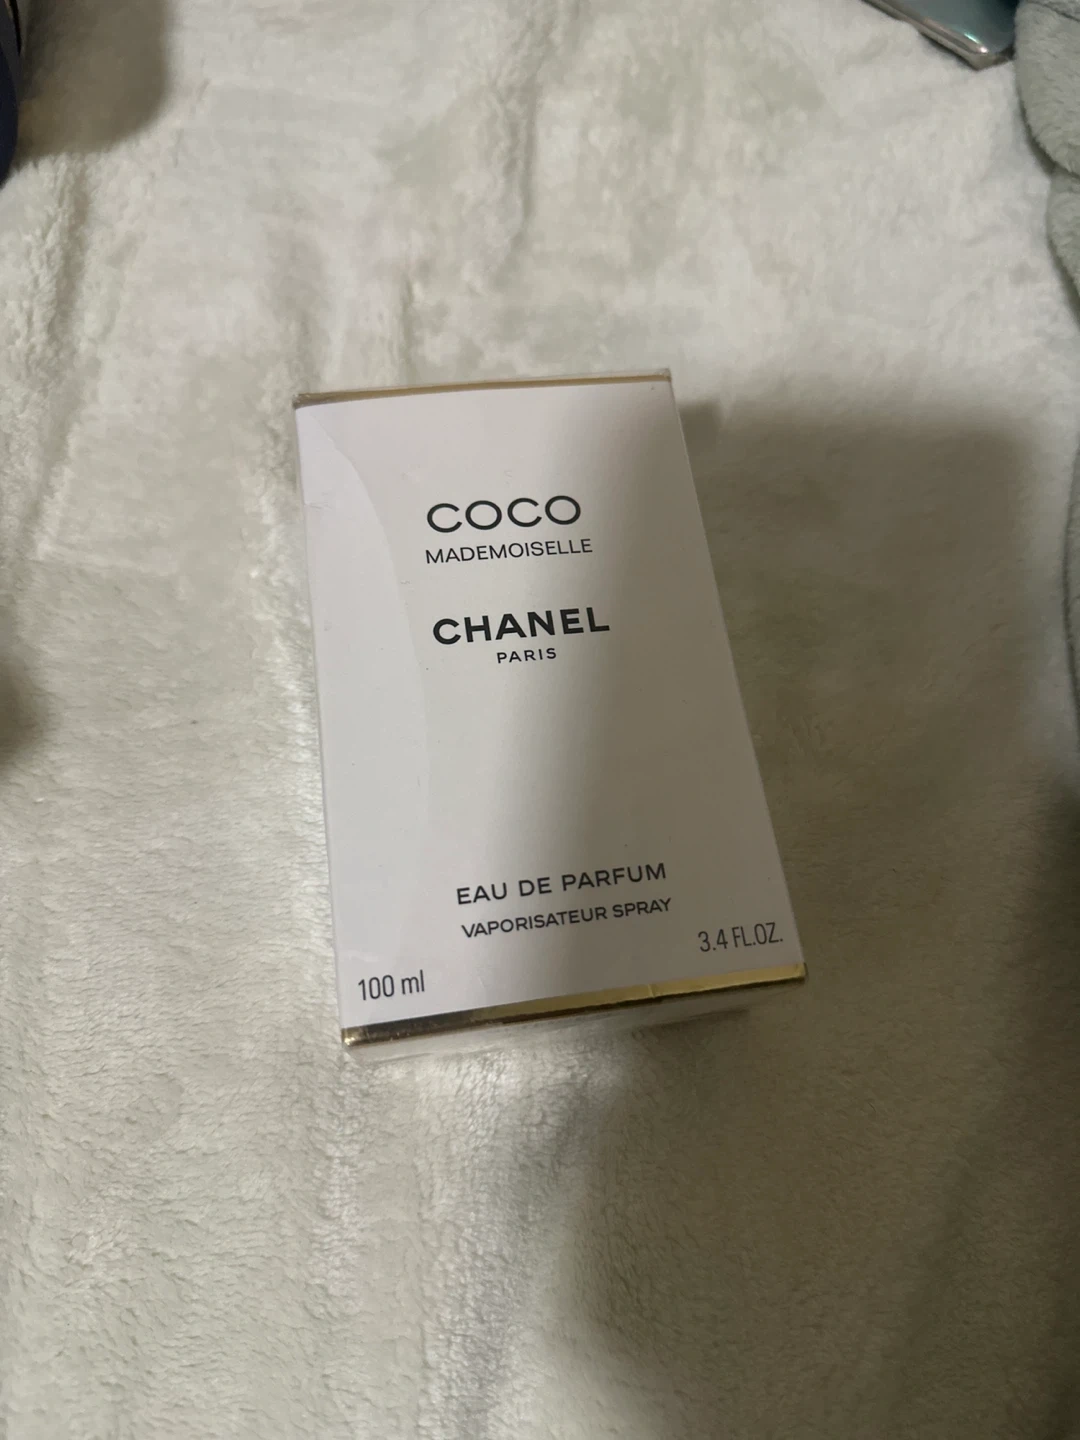 COCO
MADEMOISELLE
CHANEL
PARIS
EAU DE PARFUM
VAPORISATEUR SPRAY
100 ml
3.4 FL.OZ.